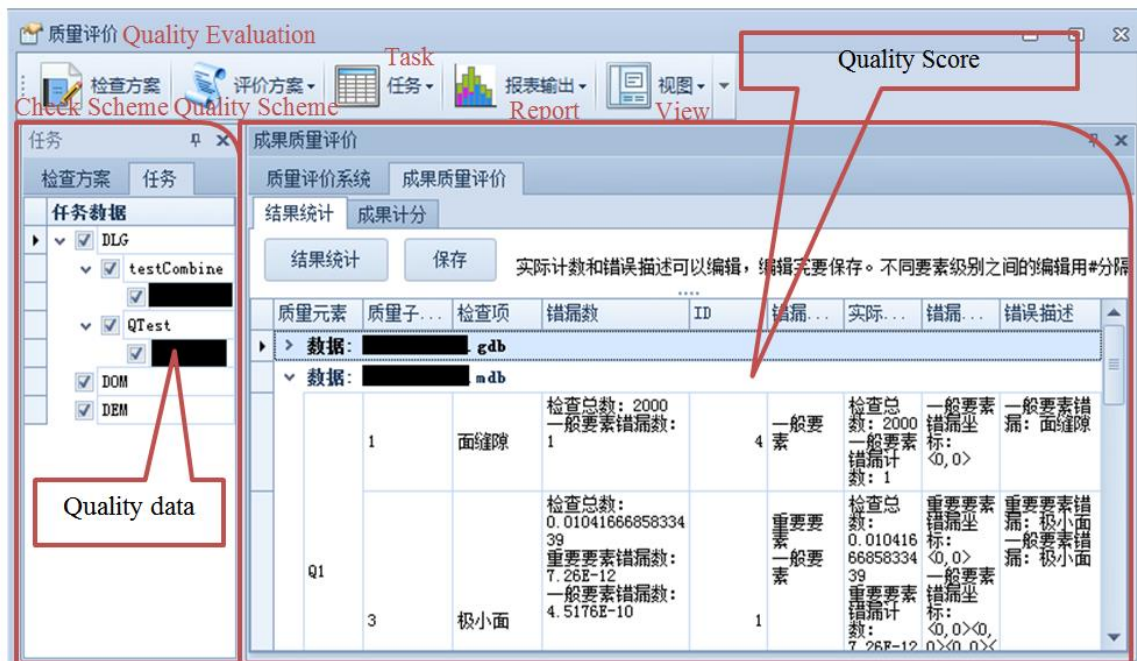 质量评价 Quality Evaluation
Quality Score
Task
检查方案 评价方案 任务 报表输出 视图
Check Scheme Quality Scheme Report View
任务
成果质量评价
检查方案 任务
质量评价系统 成果质量评价
任务数据
结果统计 成果计分
DLG
testCombine
QTest
DOM
DEM
Quality data
结果统计 保存 实际计数和错误描述可以编辑，编辑完要保存。不同要素级别之间的编辑用#分隔
质量元素 质量子... 检查项 错漏数 ID 错漏... 实际... 错漏... 错误描述
数据: .gdb
数据: .mdb
Q1
1
面缝隙
检查总数: 2000
一般要素错漏数:
1
4
一般要
素
检查总
数: 2000
一般要素
错漏计
数: 1
一般要素
错漏坐
标:
<0,0>
一般要素错
漏: 面缝隙
3
极小面
检查总数:
0.01041666858334
39
重要要素错漏数:
7.26E-12
一般要素错漏数:
4.5176E-10
1
重要要
素
一般要
素
检查总
数:
0.010416
66858334
39
重要要素
错漏计
数:
7.26E-12
重要要素
错漏坐
标:
<0,0>
一般要素
错漏坐
标:
<0,0><0,
0><0,0><
重要要素错
漏: 极小面
一般要素错
漏: 极小面